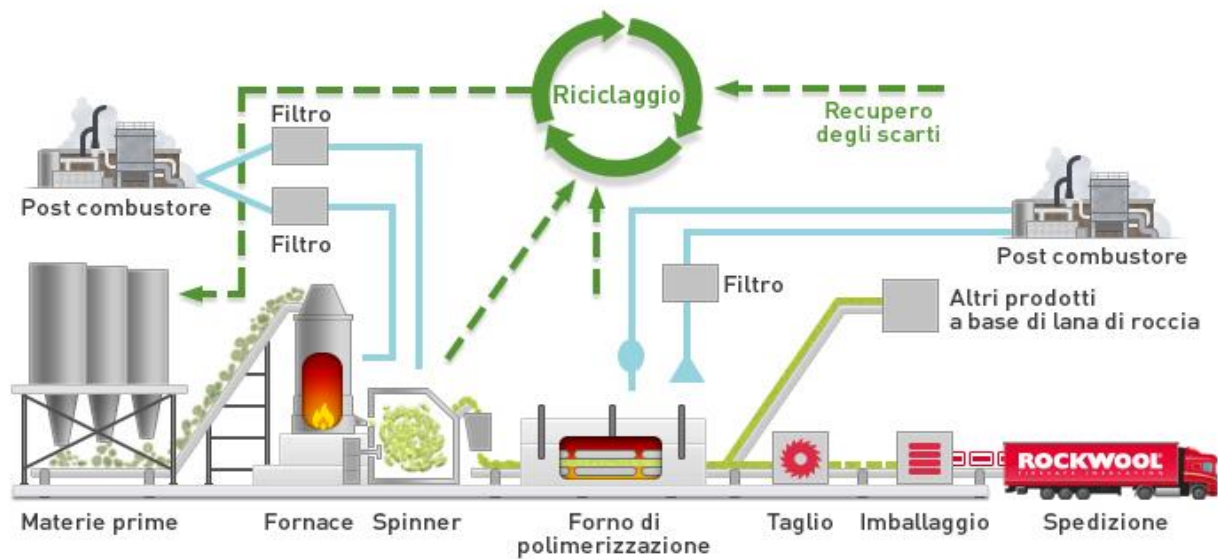 Riciclaggio
Recupero
degli scarti
Filtro
Post combustore
Filtro
Post combustore
Filtro
Altri prodotti
a base di lana di roccia
ROCKWOOL
Materie prime
Fornace
Spinner
Forno di
polimerizzazione
Taglio
Imballaggio
Spedizione